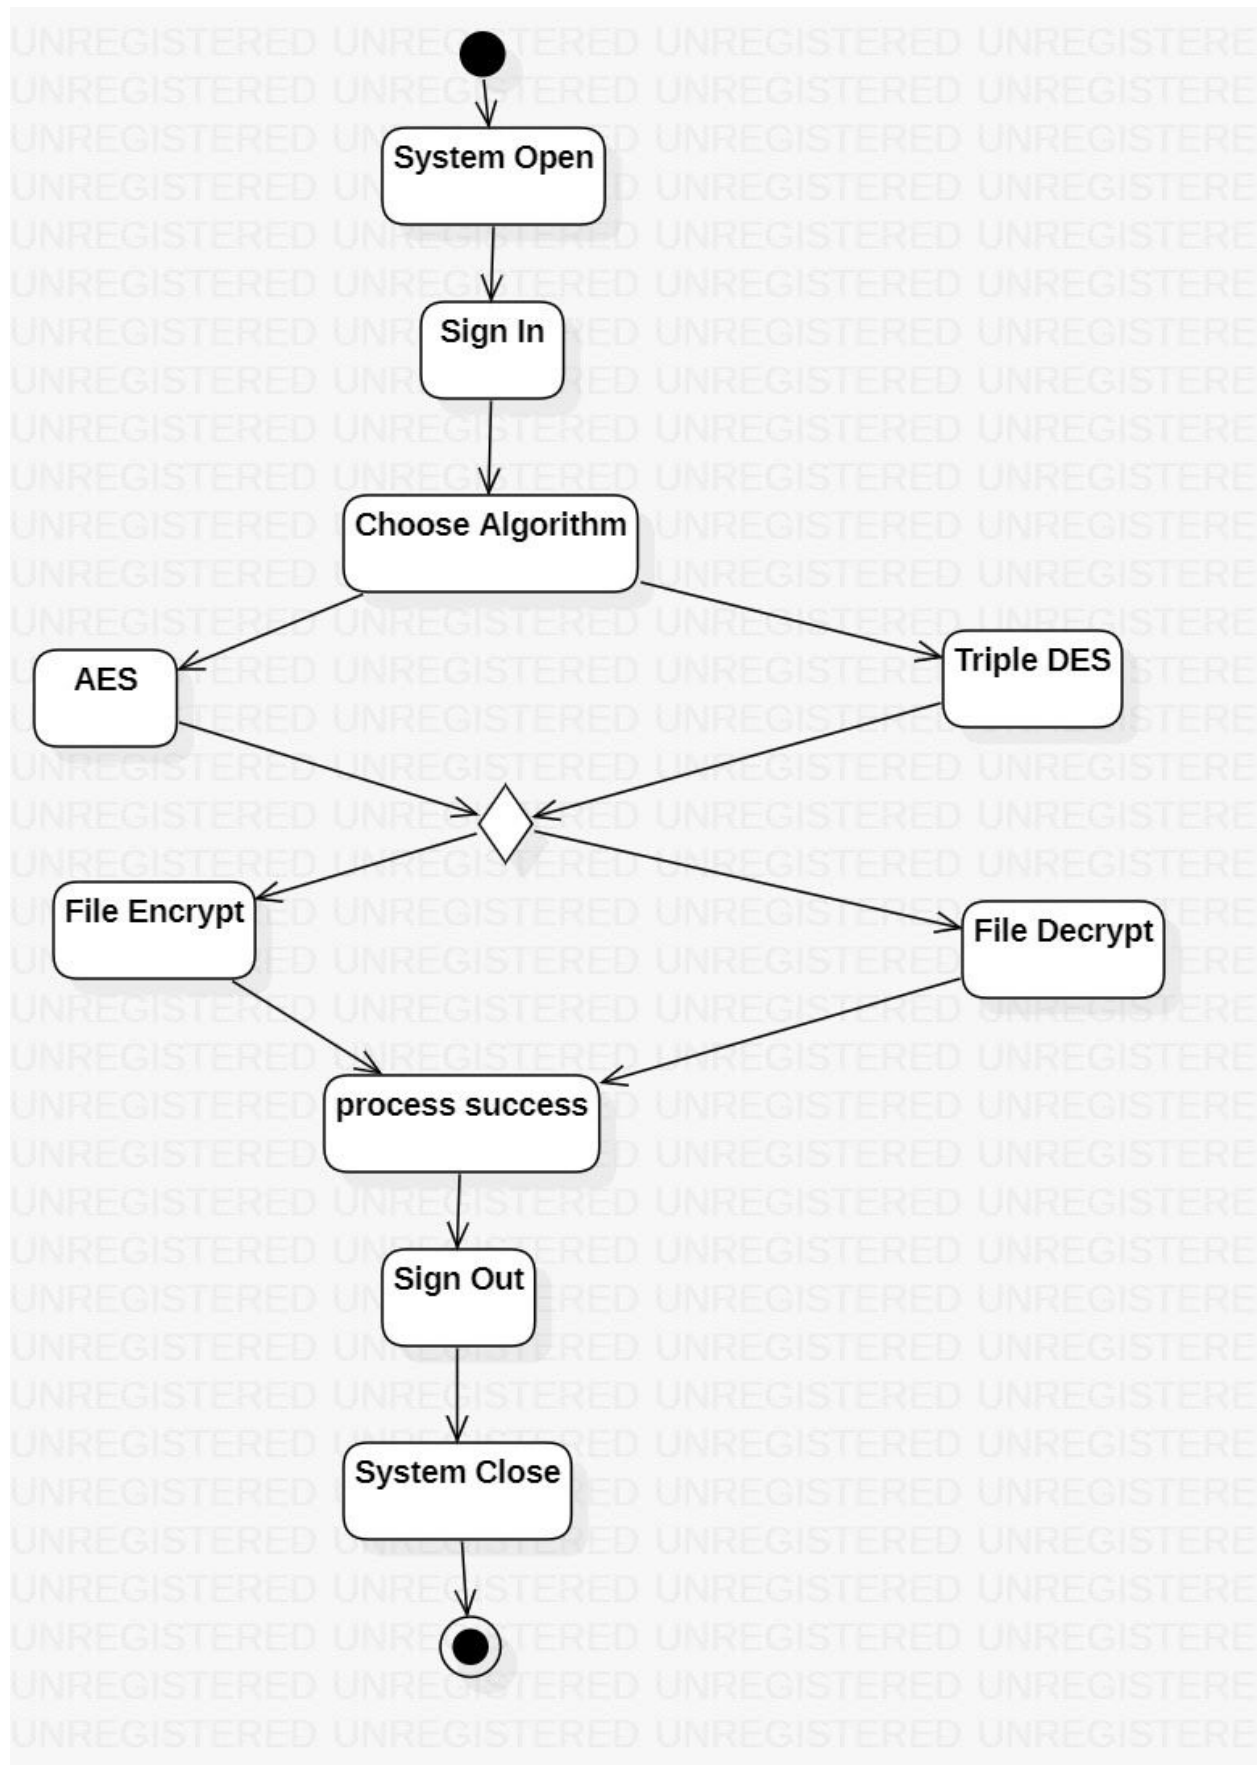 System Open
Sign In
Choose Algorithm
AES
Triple DES
File Encrypt
File Decrypt
process success
Sign Out
System Close